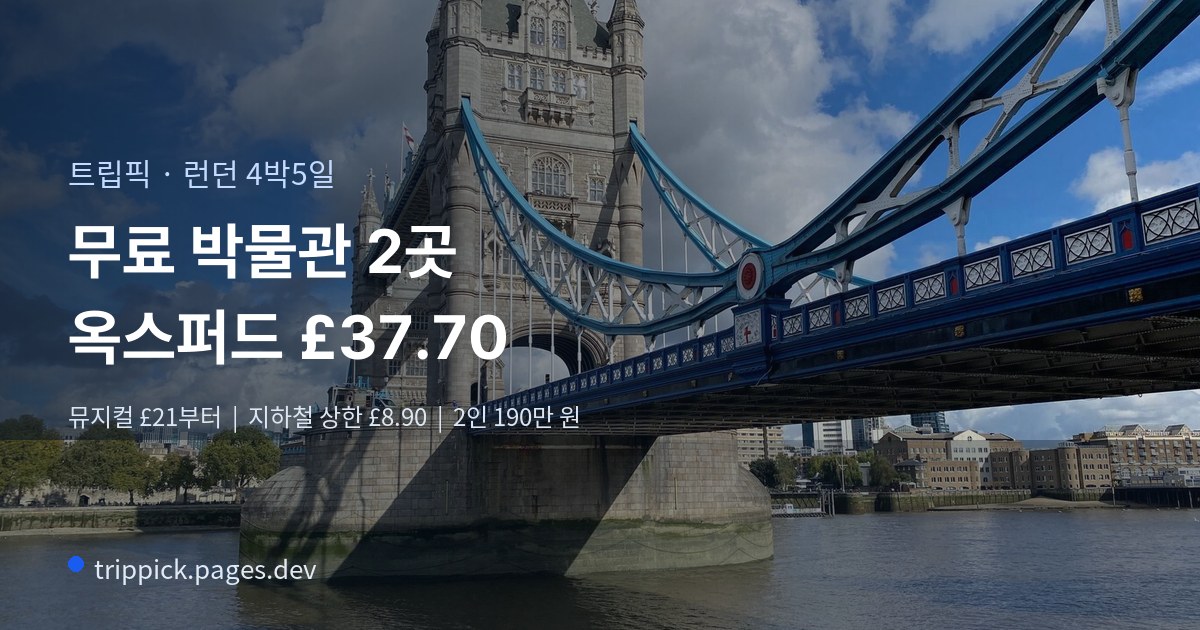 트립픽 · 런던 4박5일
무료 박물관 2곳
옥스퍼드 £37.70
뮤지컬 £21부터 | 지하철 상한 £8.90 | 2인 190만 원
trippick.pages.dev